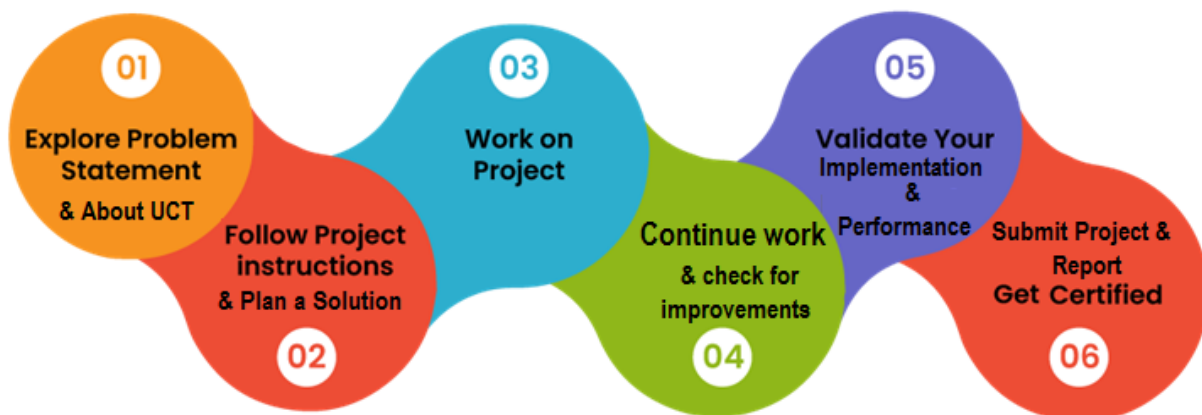 01
Explore Problem
Statement
& About UCT
Follow Project
instructions
& Plan a Solution
02
03
Work on
Project
Continue work
& check for
improvements
04
05
Validate Your
Implementation
&
Performance
Submit Project &
Report
Get Certified
06